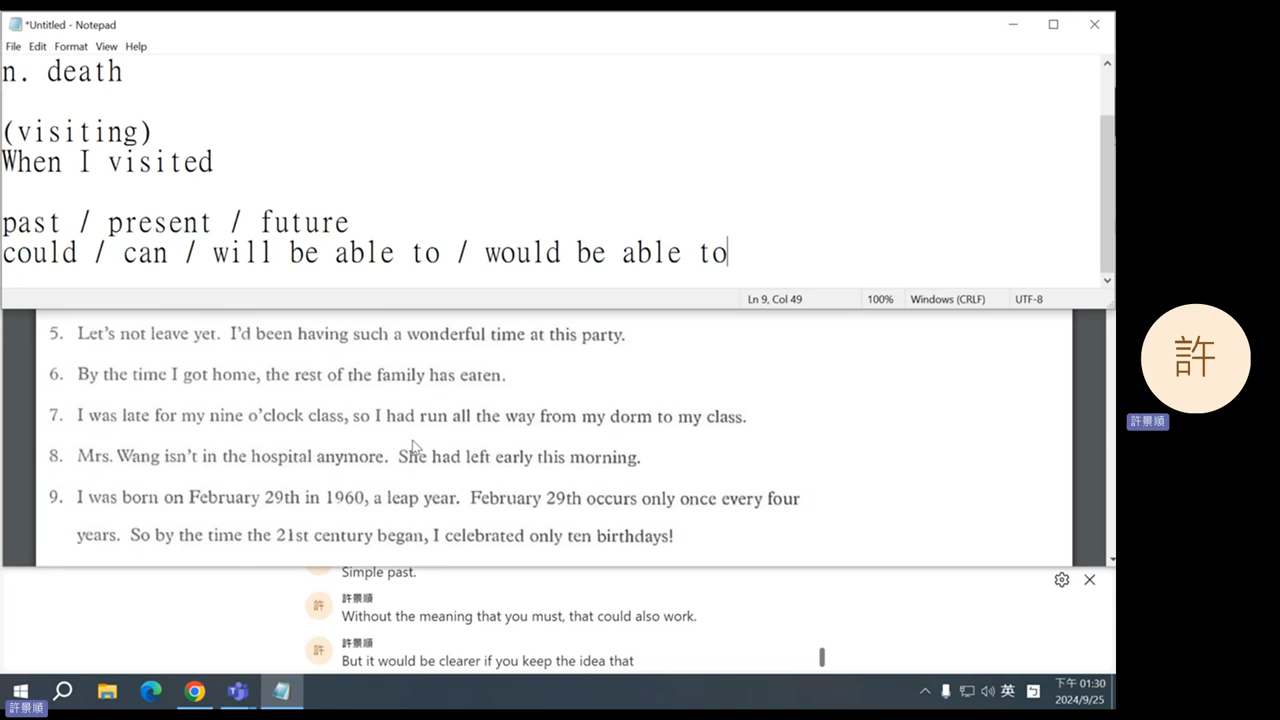 *Untitled - Notepad
File Edit Format View Help
n. death
(visiting)
When I visited
past / present / future
could / can / will be able to / would be able to
Ln 9, Col 49 100% Windows (CRLF) UTF-8
5. Let's not leave yet. I'd been having such a wonderful time at this party.
6. By the time I got home, the rest of the family has eaten.
7. I was late for my nine o'clock class, so I had run all the way from my dorm to my class.
8. Mrs. Wang isn't in the hospital anymore. She had left early this morning.
9. I was born on February 29th in 1960, a leap year. February 29th occurs only once every four
years. So by the time the 21st century began, I celebrated only ten birthdays!
Simple past.
許景順
許
Without the meaning that you must, that could also work.
許景順
許
But it would be clearer if you keep the idea that
許
許景順
英
下午 01:30
2024/9/25
許景順